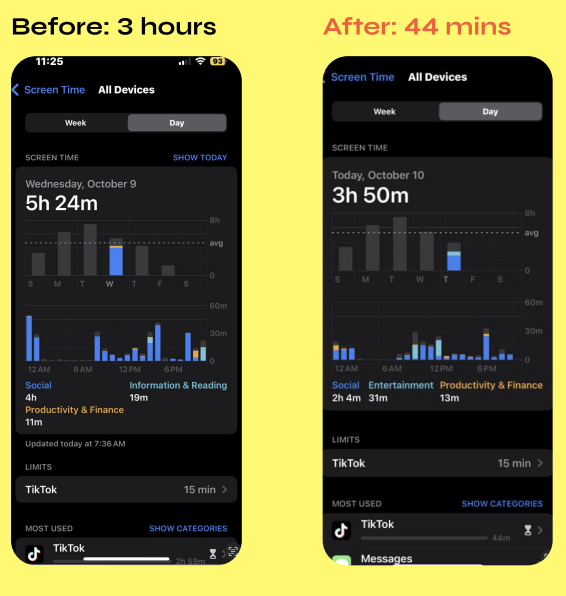 Before: 3 hours
11:25
93
Screen Time
All Devices
Week
Day
SCREEN TIME
SHOW TODAY
Wednesday, October 9
5h 24m
8h
avg
0
S M T W T F S
60m
30m
0
12 AM 6 AM 12 PM 6 PM
Social
Information & Reading
4h
19m
Productivity & Finance
11m
Updated today at 7:36 AM
LIMITS
TikTok
15 min
MOST USED
SHOW CATEGORIES
TikTok
2h 59m
After: 44 mins
Screen Time
All Devices
Week
Day
SCREEN TIME
Today, October 10
3h 50m
8h
avg
0
S M T W T F S
60m
30m
0
12 AM 6 AM 12 PM 6 PM
Social
Entertainment
Productivity & Finance
2h 4m
31m
13m
LIMITS
TikTok
15 min
MOST USED
SHOW CATEGORIES
TikTok
44m
Messages